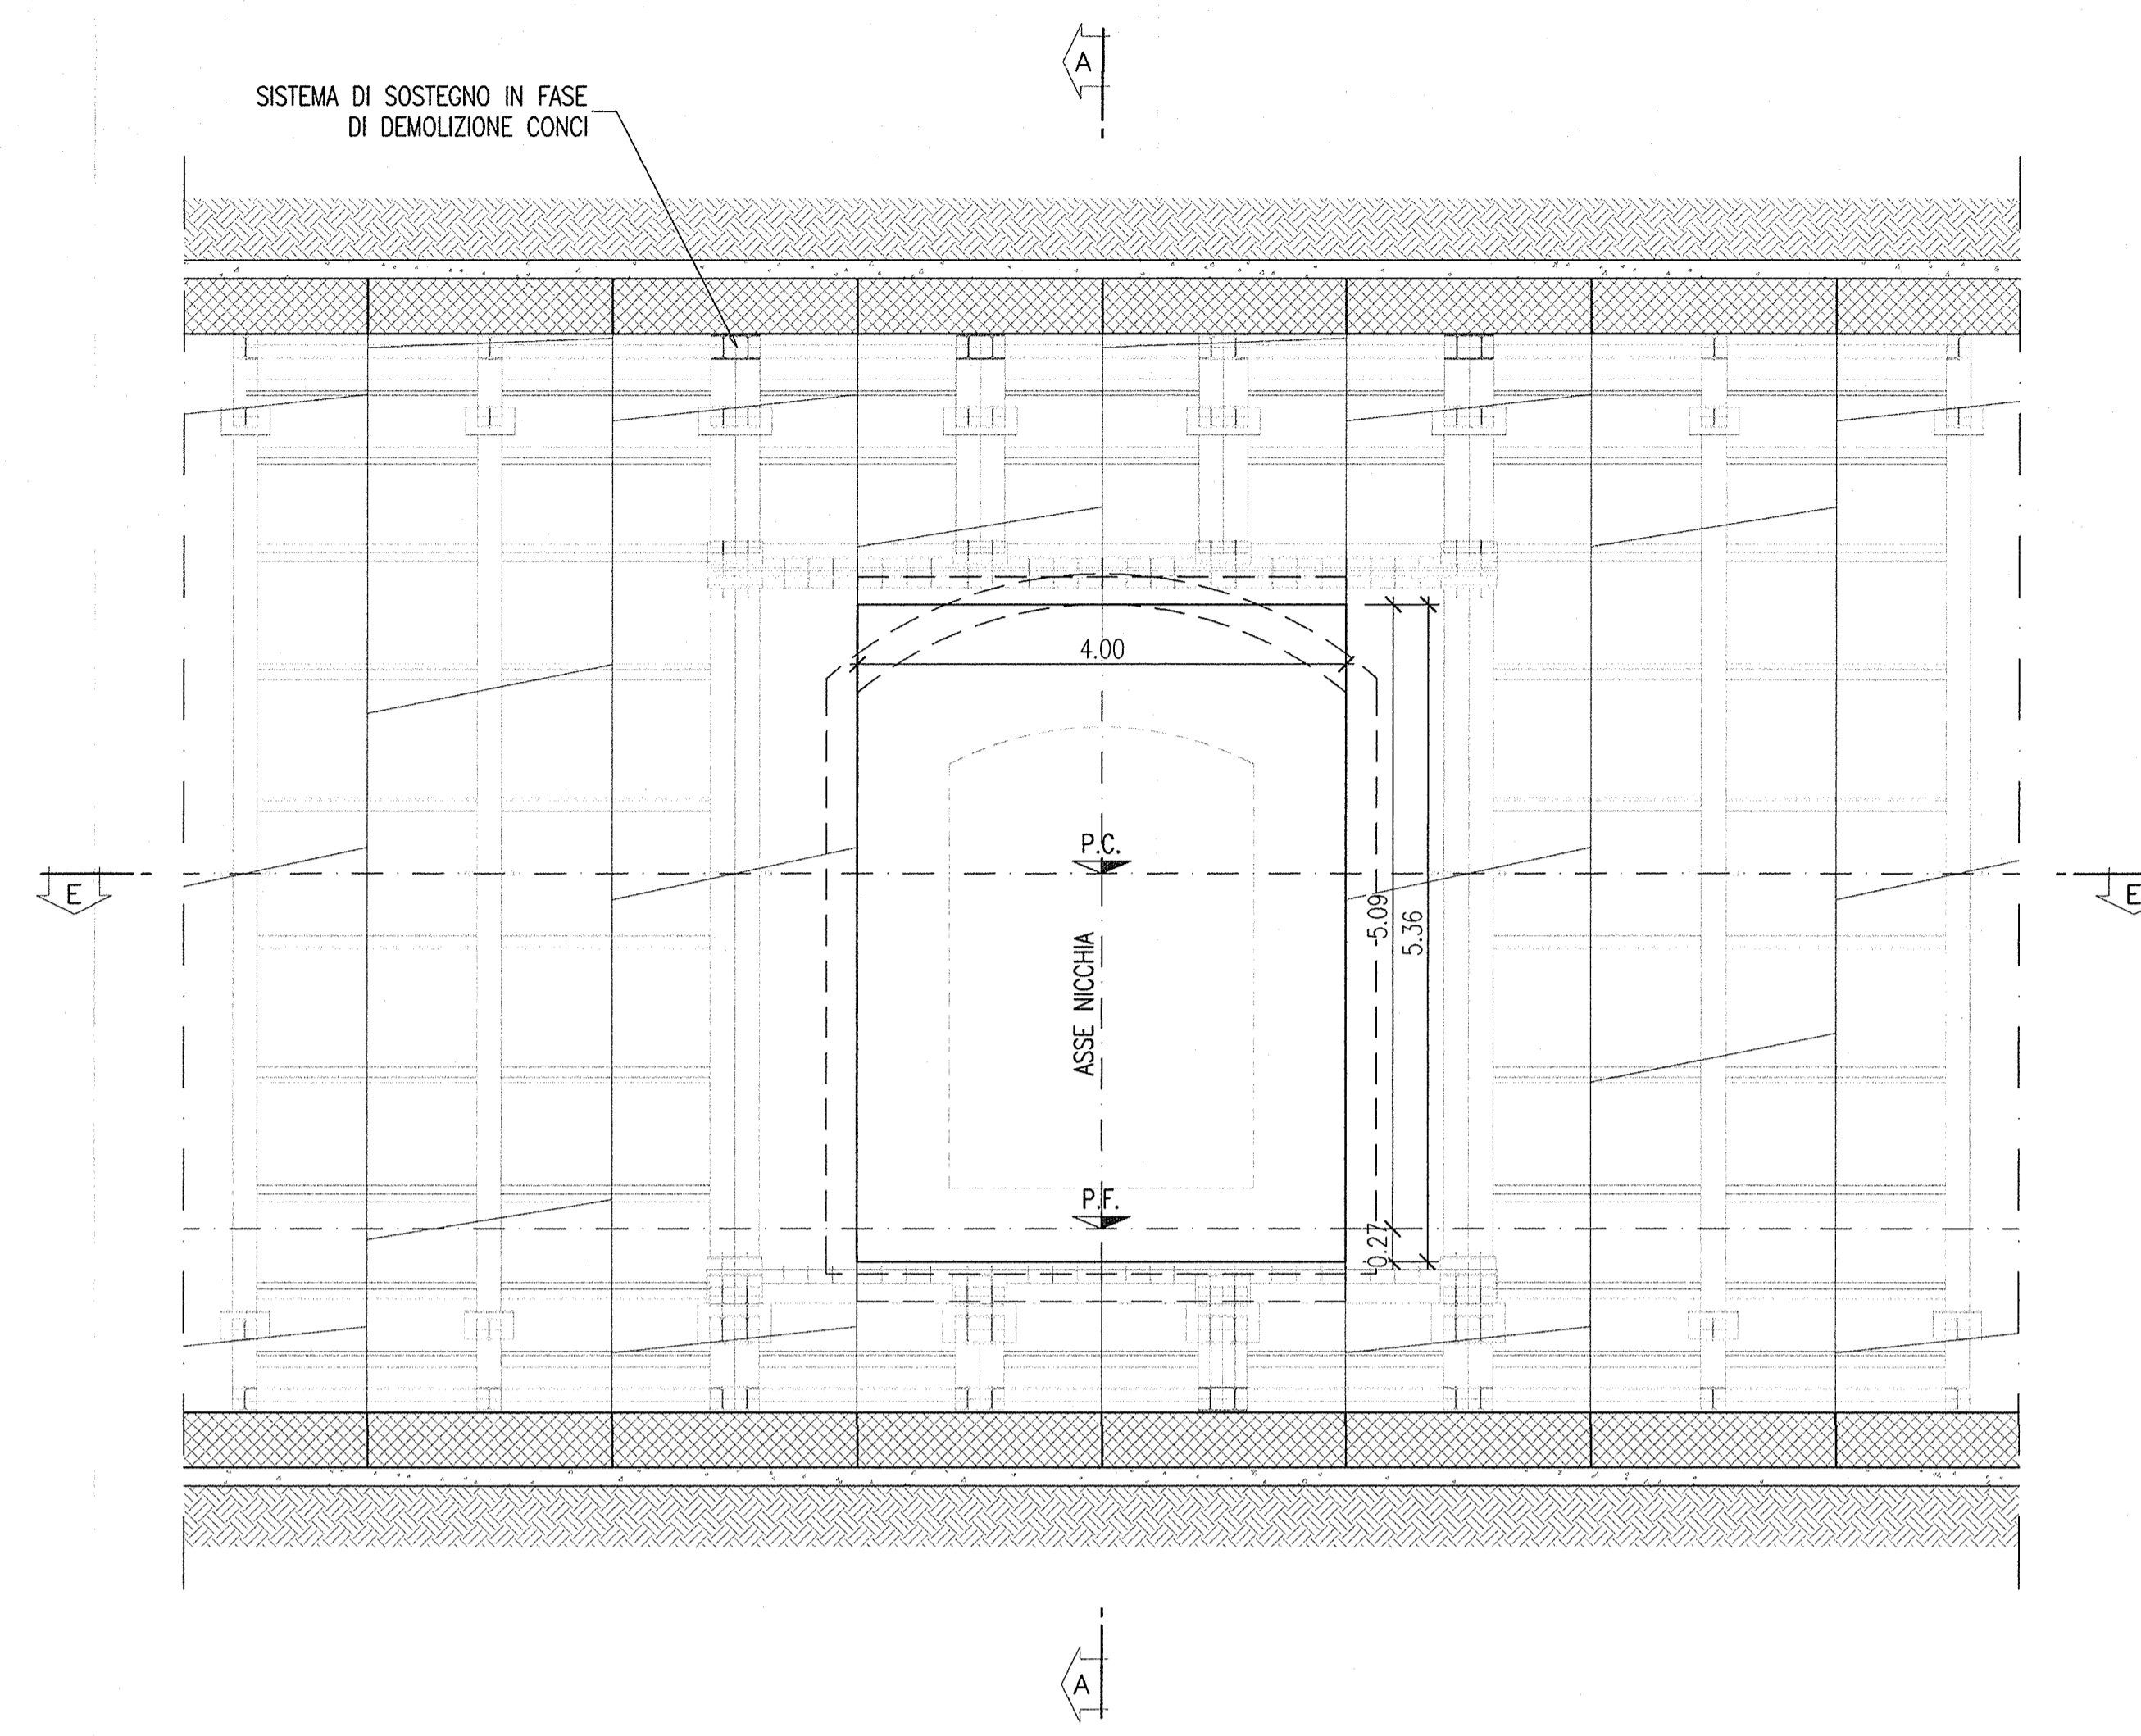 A
SISTEMA DI SOSTEGNO IN FASE
DI DEMOLIZIONE CONCI
4.00
P.C.
E
E
5.09
5.36
ASSE NICCHIA
P.F.
0.27
A